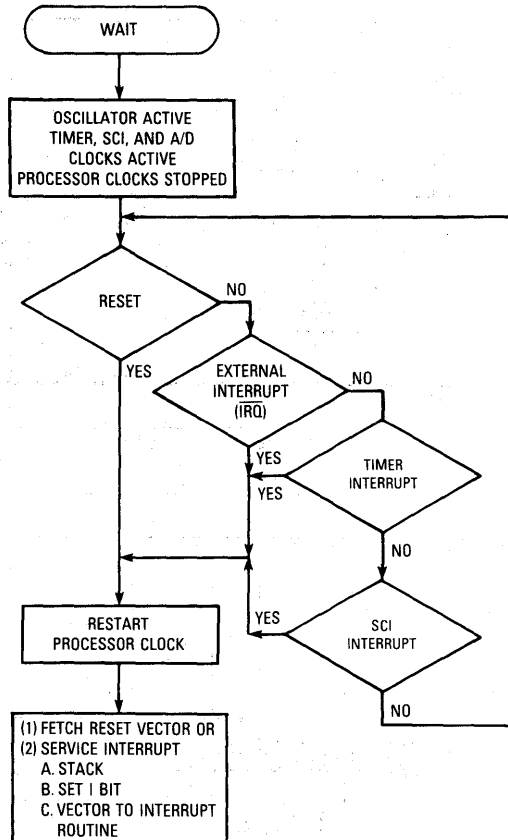 WAIT
OSCILLATOR ACTIVE
TIMER, SCI, AND A/D
CLOCKS ACTIVE
PROCESSOR CLOCKS STOPPED
RESET
NO
YES
EXTERNAL
INTERRUPT
(IRQ)
NO
YES
TIMER
INTERRUPT
YES
NO
SCI
INTERRUPT
YES
NO
RESTART
PROCESSOR CLOCK
(1) FETCH RESET VECTOR OR
(2) SERVICE INTERRUPT
A. STACK
B. SET I BIT
C. VECTOR TO INTERRUPT
ROUTINE